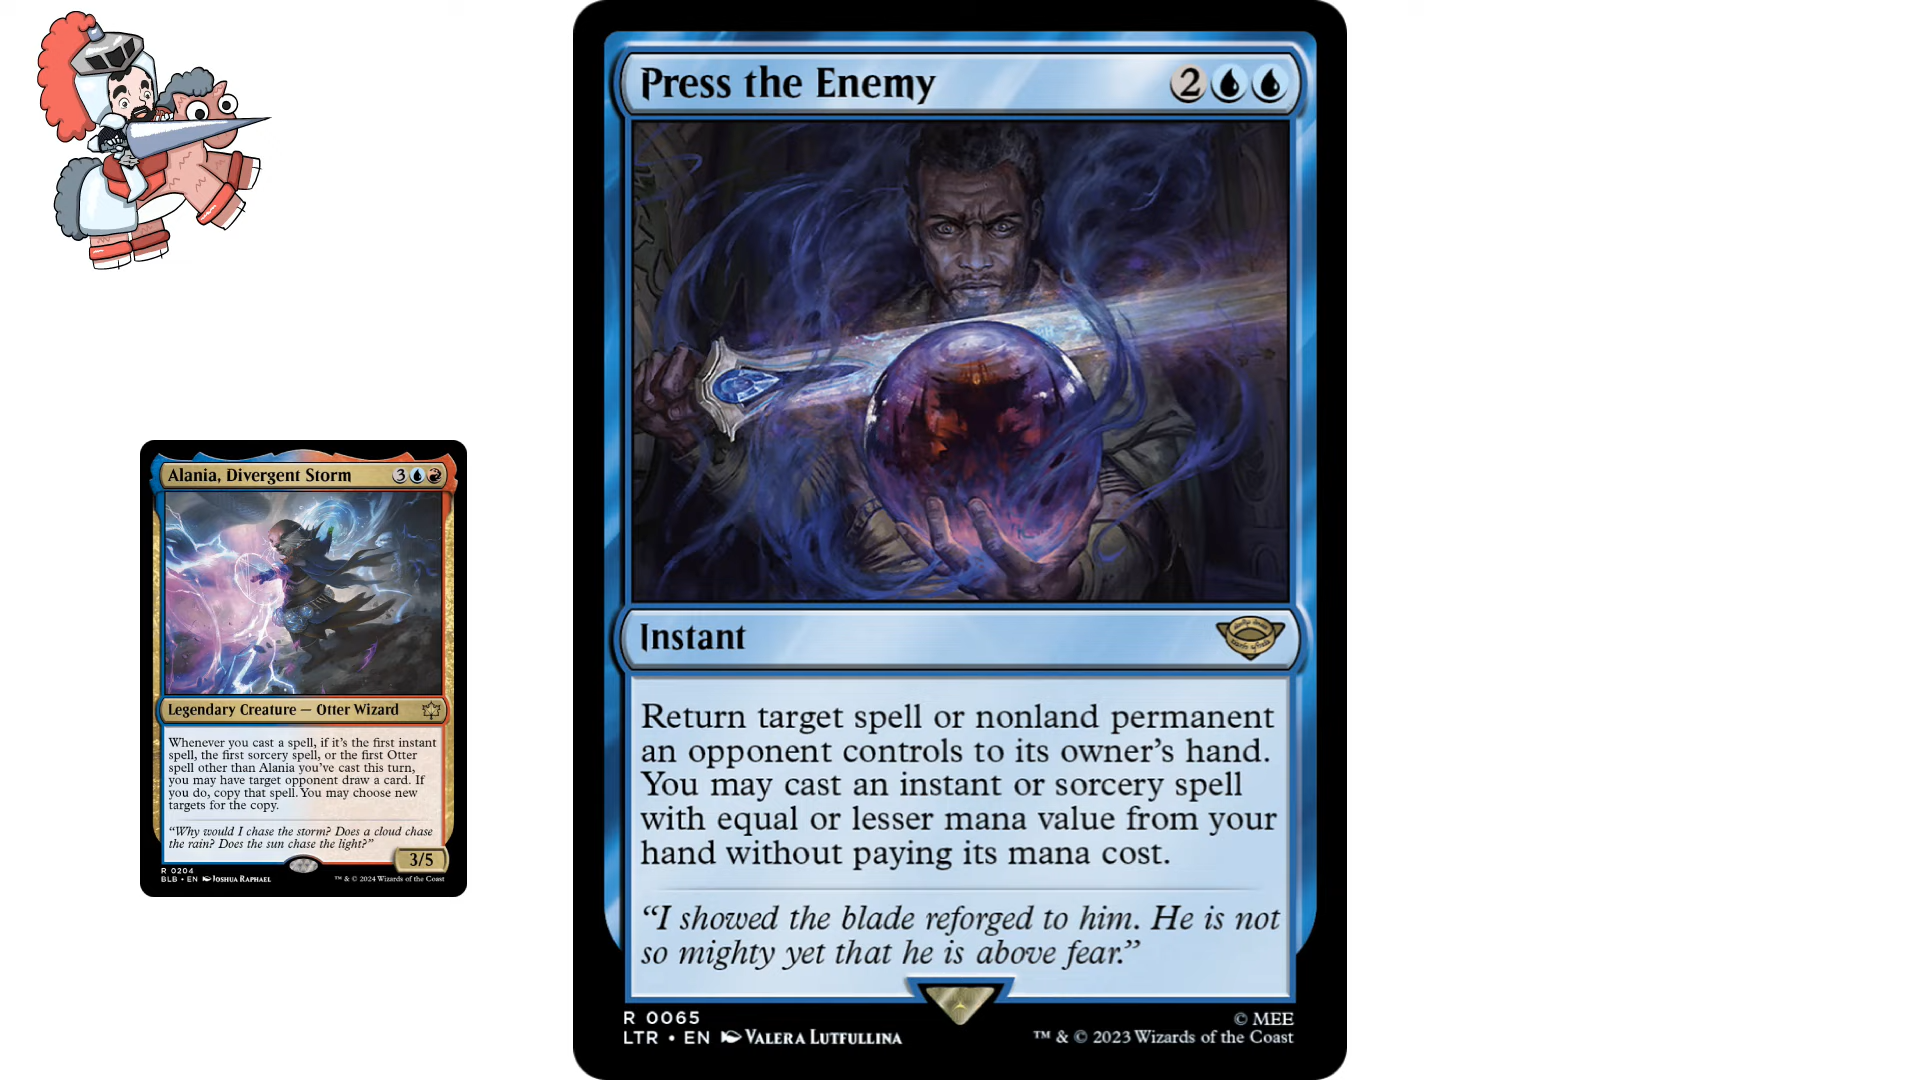 Press the Enemy
2
Instant
Return target spell or nonland permanent
an opponent controls to its owner's hand.
You may cast an instant or sorcery spell
with equal or lesser mana value from your
hand without paying its mana cost.
"I showed the blade reforged to him. He is not
so mighty yet that he is above fear."
R 0065
LTR • EN VALERA LUTFULLINA
© MEE
™ & © 2023 Wizards of the Coast
Alania, Divergent Storm
3
Legendary Creature — Otter Wizard
Whenever you cast a spell, if it's the first instant
spell, the first sorcery spell, or the first Otter
spell other than Alania you've cast this turn,
you may have target opponent draw a card. If
you do, copy that spell. You may choose new
targets for the copy.
"Why would I chase the storm? Does a cloud chase
the rain? Does the sun chase the light?"
3/5
R 0204
BLB • EN JOSHUA RAPHAEL
™ & © 2024 Wizards of the Coast